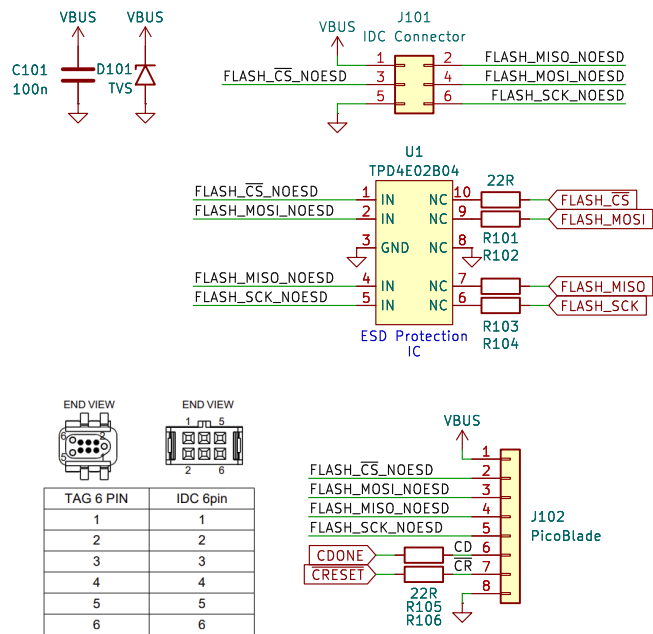 VBUS
VBUS
C101
100n
D101
TVS
J101
IDC Connector
VBUS
1
2
FLASH_MISO_NOESD
FLASH_CS_NOESD
3
4
FLASH_MOSI_NOESD
5
6
FLASH_SCK_NOESD
U1
TPD4E02B04
FLASH_CS_NOESD
1
IN
NC
10
22R
FLASH_CS
FLASH_MOSI_NOESD
2
IN
NC
9
FLASH_MOSI
R101
R102
3
GND
NC
8
FLASH_MISO_NOESD
4
IN
NC
7
FLASH_MISO
FLASH_SCK_NOESD
5
IN
NC
6
FLASH_SCK
R103
R104
ESD Protection
IC
END VIEW
6
2
5
1
END VIEW
1
5
2
6
TAG 6 PIN
IDC 6pin
1
1
2
2
3
3
4
4
5
5
6
6
VBUS
1
FLASH_CS_NOESD
2
FLASH_MOSI_NOESD
3
FLASH_MISO_NOESD
4
FLASH_SCK_NOESD
5
CDONE
CD
6
CRESET
CR
7
8
22R
R105
R106
J102
PicoBlade